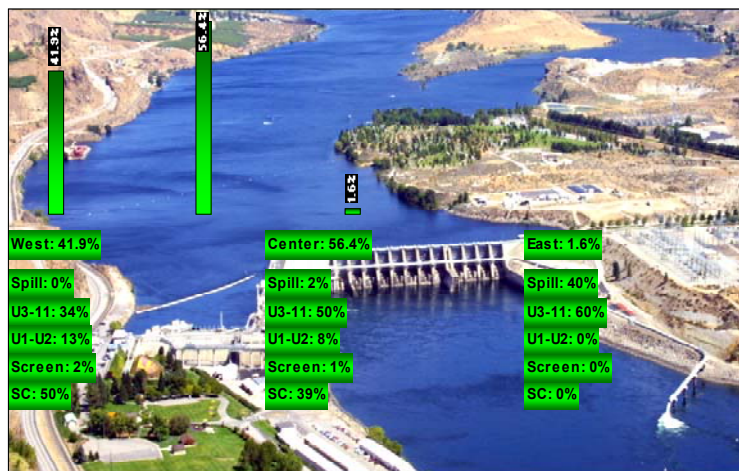 41.9%
56.4%
1.6%
West: 41.9%
Center: 56.4%
East: 1.6%
Spill: 0%
Spill: 2%
Spill: 40%
U3-11: 34%
U3-11: 50%
U3-11: 60%
U1-U2: 13%
U1-U2: 8%
U1-U2: 0%
Screen: 2%
Screen: 1%
Screen: 0%
SC: 50%
SC: 39%
SC: 0%